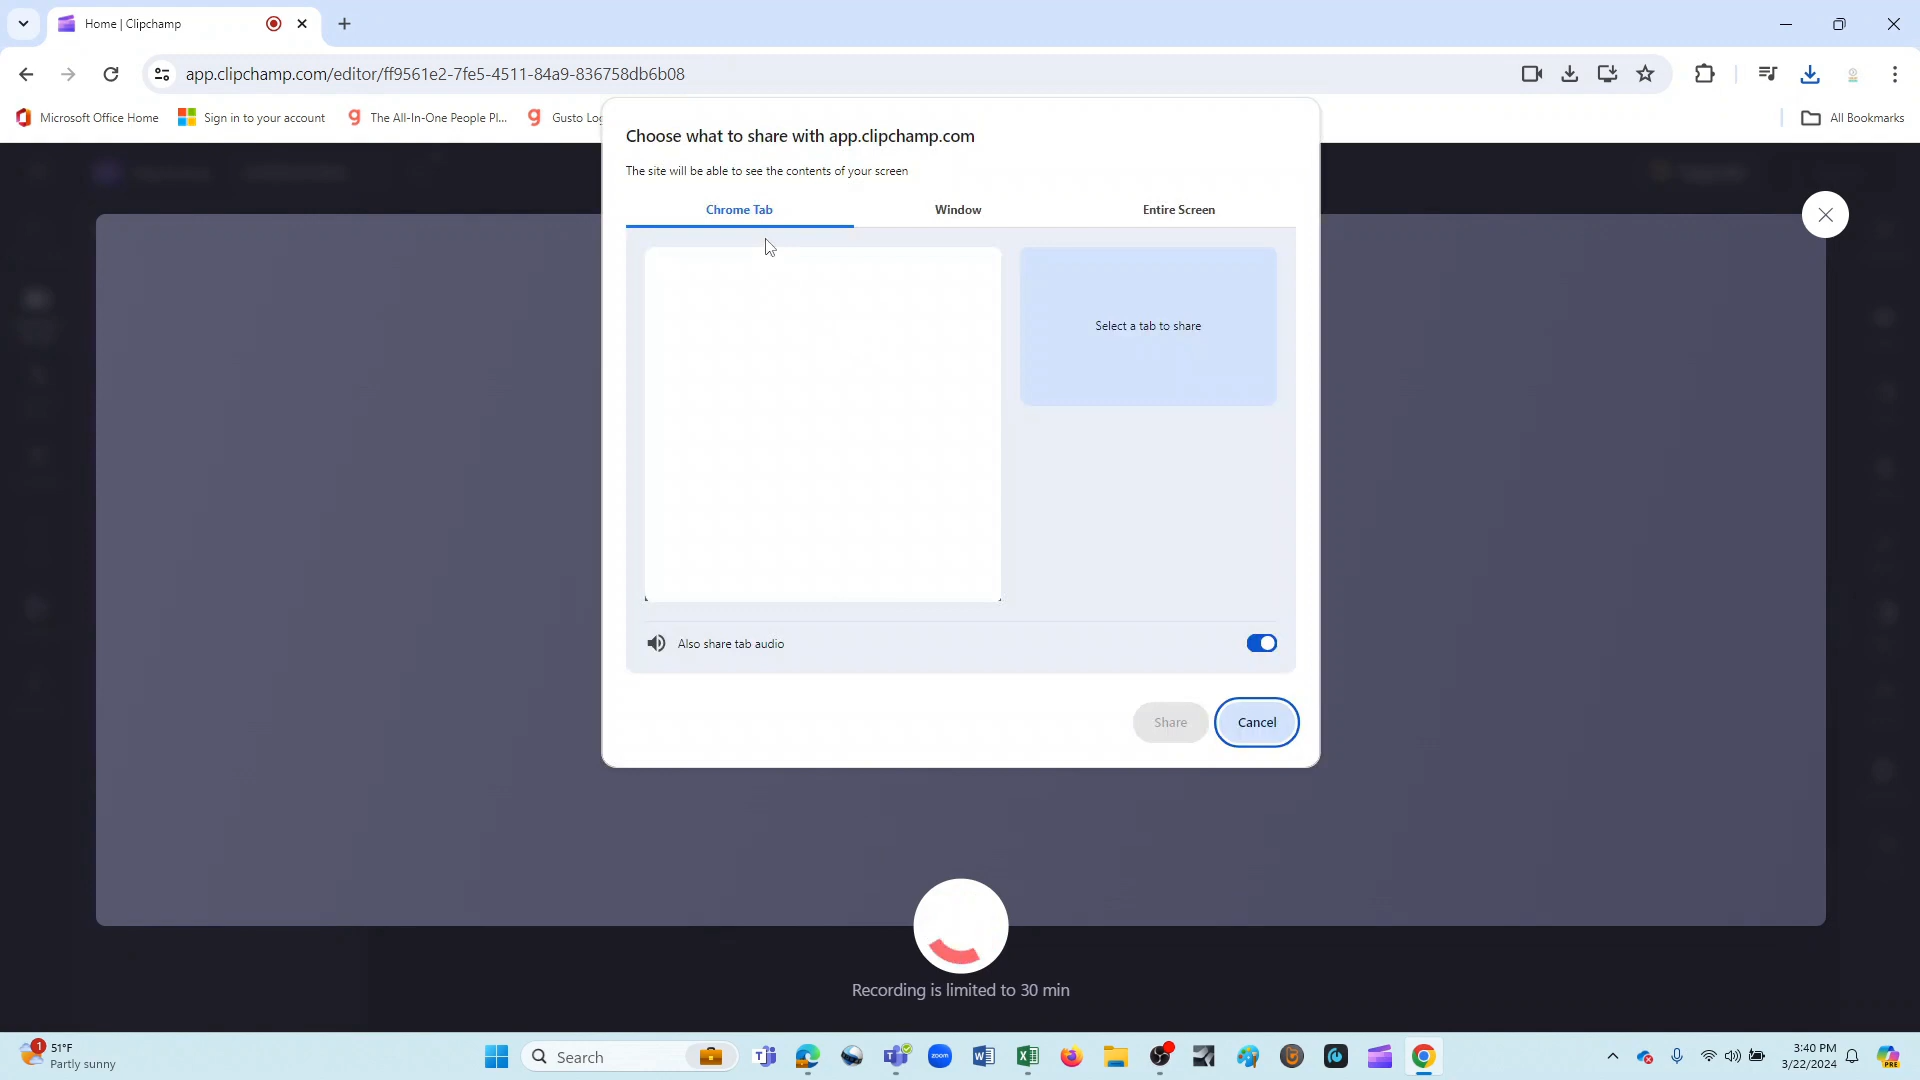 Home | Clipchamp
app.clipchamp.com/editor/ff9561e2-7fe5-4511-84a9-836758db6b08
Microsoft Office Home
Sign in to your account
The All-In-One People Pl...
Gusto Log
All Bookmarks
Choose what to share with app.clipchamp.com
The site will be able to see the contents of your screen
Chrome Tab
Window
Entire Screen
Select a tab to share
Also share tab audio
Share
Cancel
Recording is limited to 30 min
1
51°F
Partly sunny
Search
zoom
3:40 PM
3/22/2024
PRE